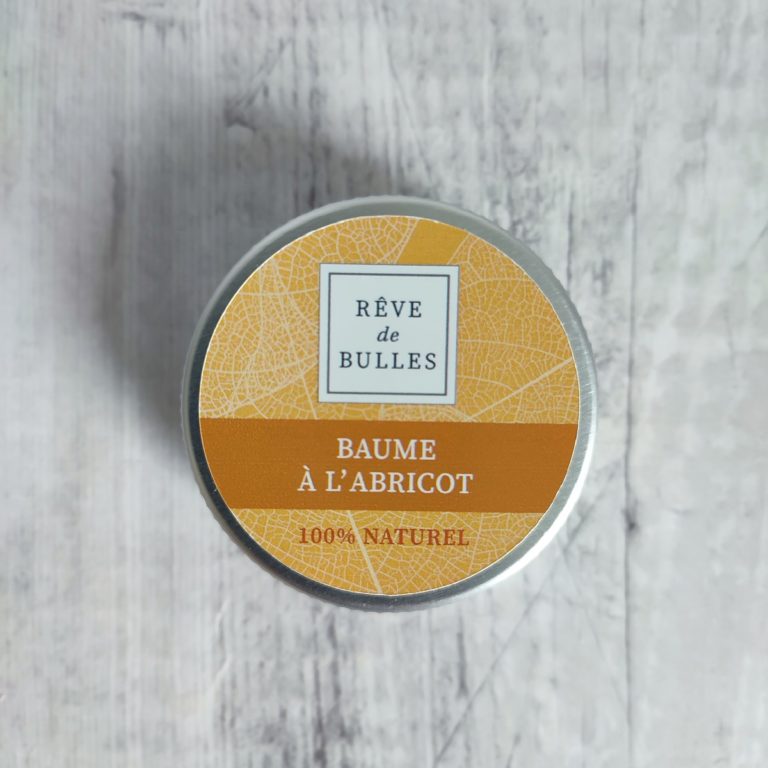 RÊVE
de
BULLES
BAUME
À L'ABRICOT
100% NATUREL